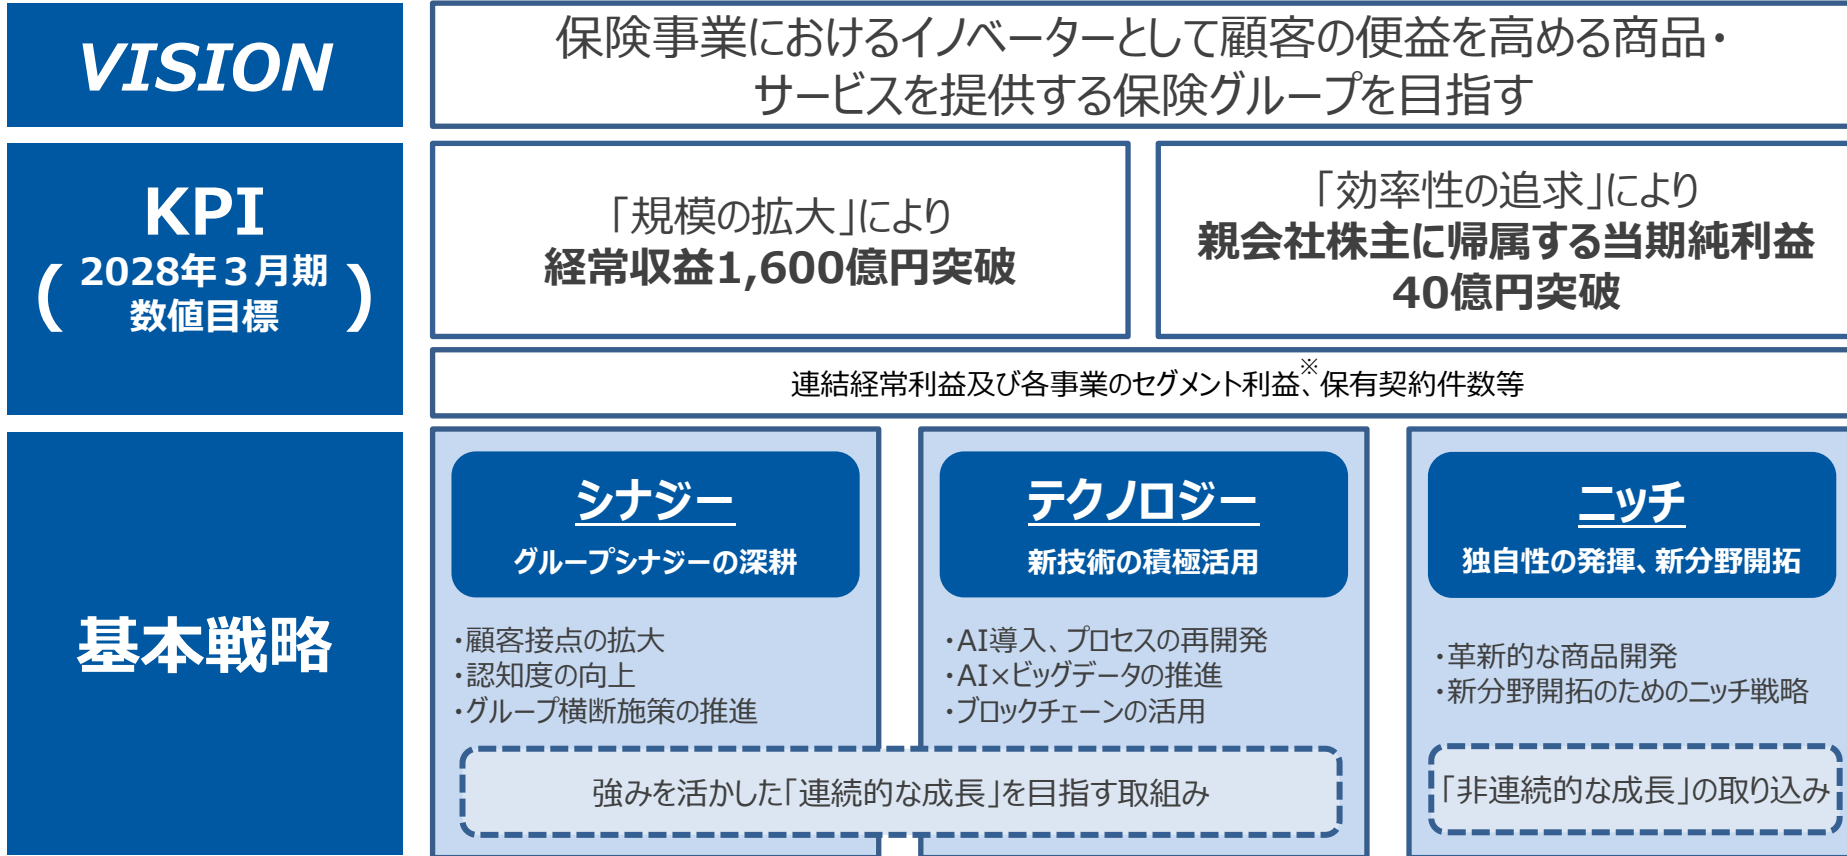 VISION
保険事業におけるイノベーターとして顧客の便益を高める商品・
サービスを提供する保険グループを目指す
KPI
( 2028年３月期
数値目標 )
「規模の拡大」により
経常収益1,600億円突破
「効率性の追求」により
親会社株主に帰属する当期純利益
40億円突破
連結経常利益及び各事業のセグメント利益※、保有契約件数等
基本戦略
シナジー
グループシナジーの深耕
・顧客接点の拡大
・認知度の向上
・グループ横断施策の推進
テクノロジー
新技術の積極活用
・AI導入、プロセスの再開発
・AI×ビッグデータの推進
・ブロックチェーンの活用
強みを活かした「連続的な成長」を目指す取組み
ニッチ
独自性の発揮、新分野開拓
・革新的な商品開発
・新分野開拓のためのニッチ戦略
「非連続的な成長」の取り込み